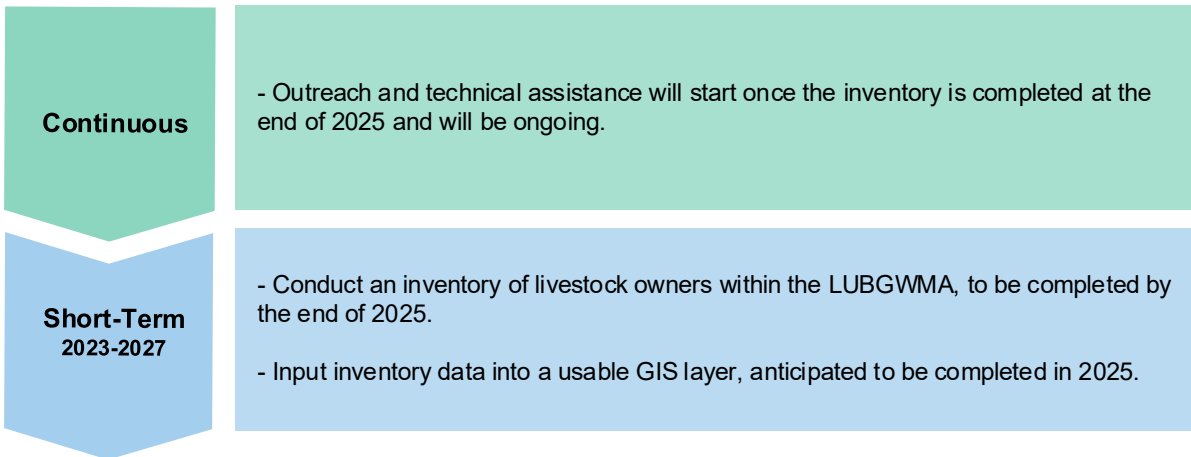 Continuous
- Outreach and technical assistance will start once the inventory is completed at the
end of 2025 and will be ongoing.
Short-Term
2023-2027
- Conduct an inventory of livestock owners within the LUBGWMA, to be completed by
the end of 2025.
- Input inventory data into a usable GIS layer, anticipated to be completed in 2025.